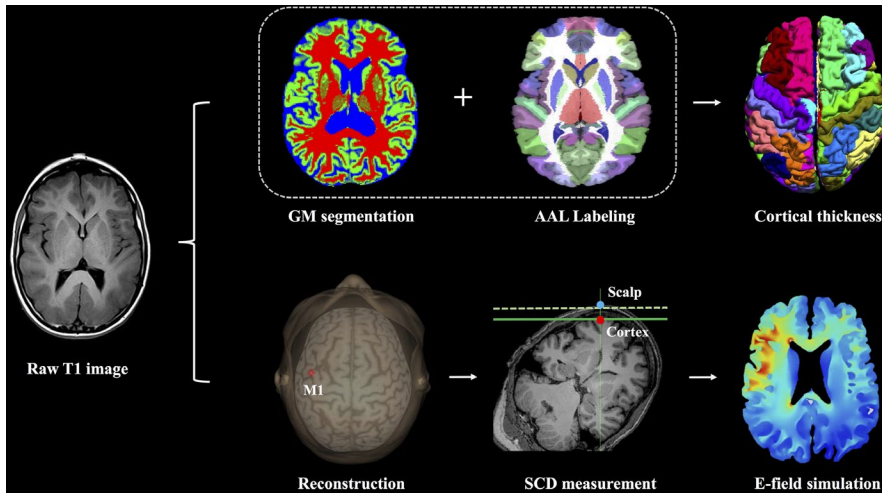 +
GM segmentation
AAL Labeling
Cortical thickness
Raw T1 image
Scalp
Cortex
M1
Reconstruction
SCD measurement
E-field simulation